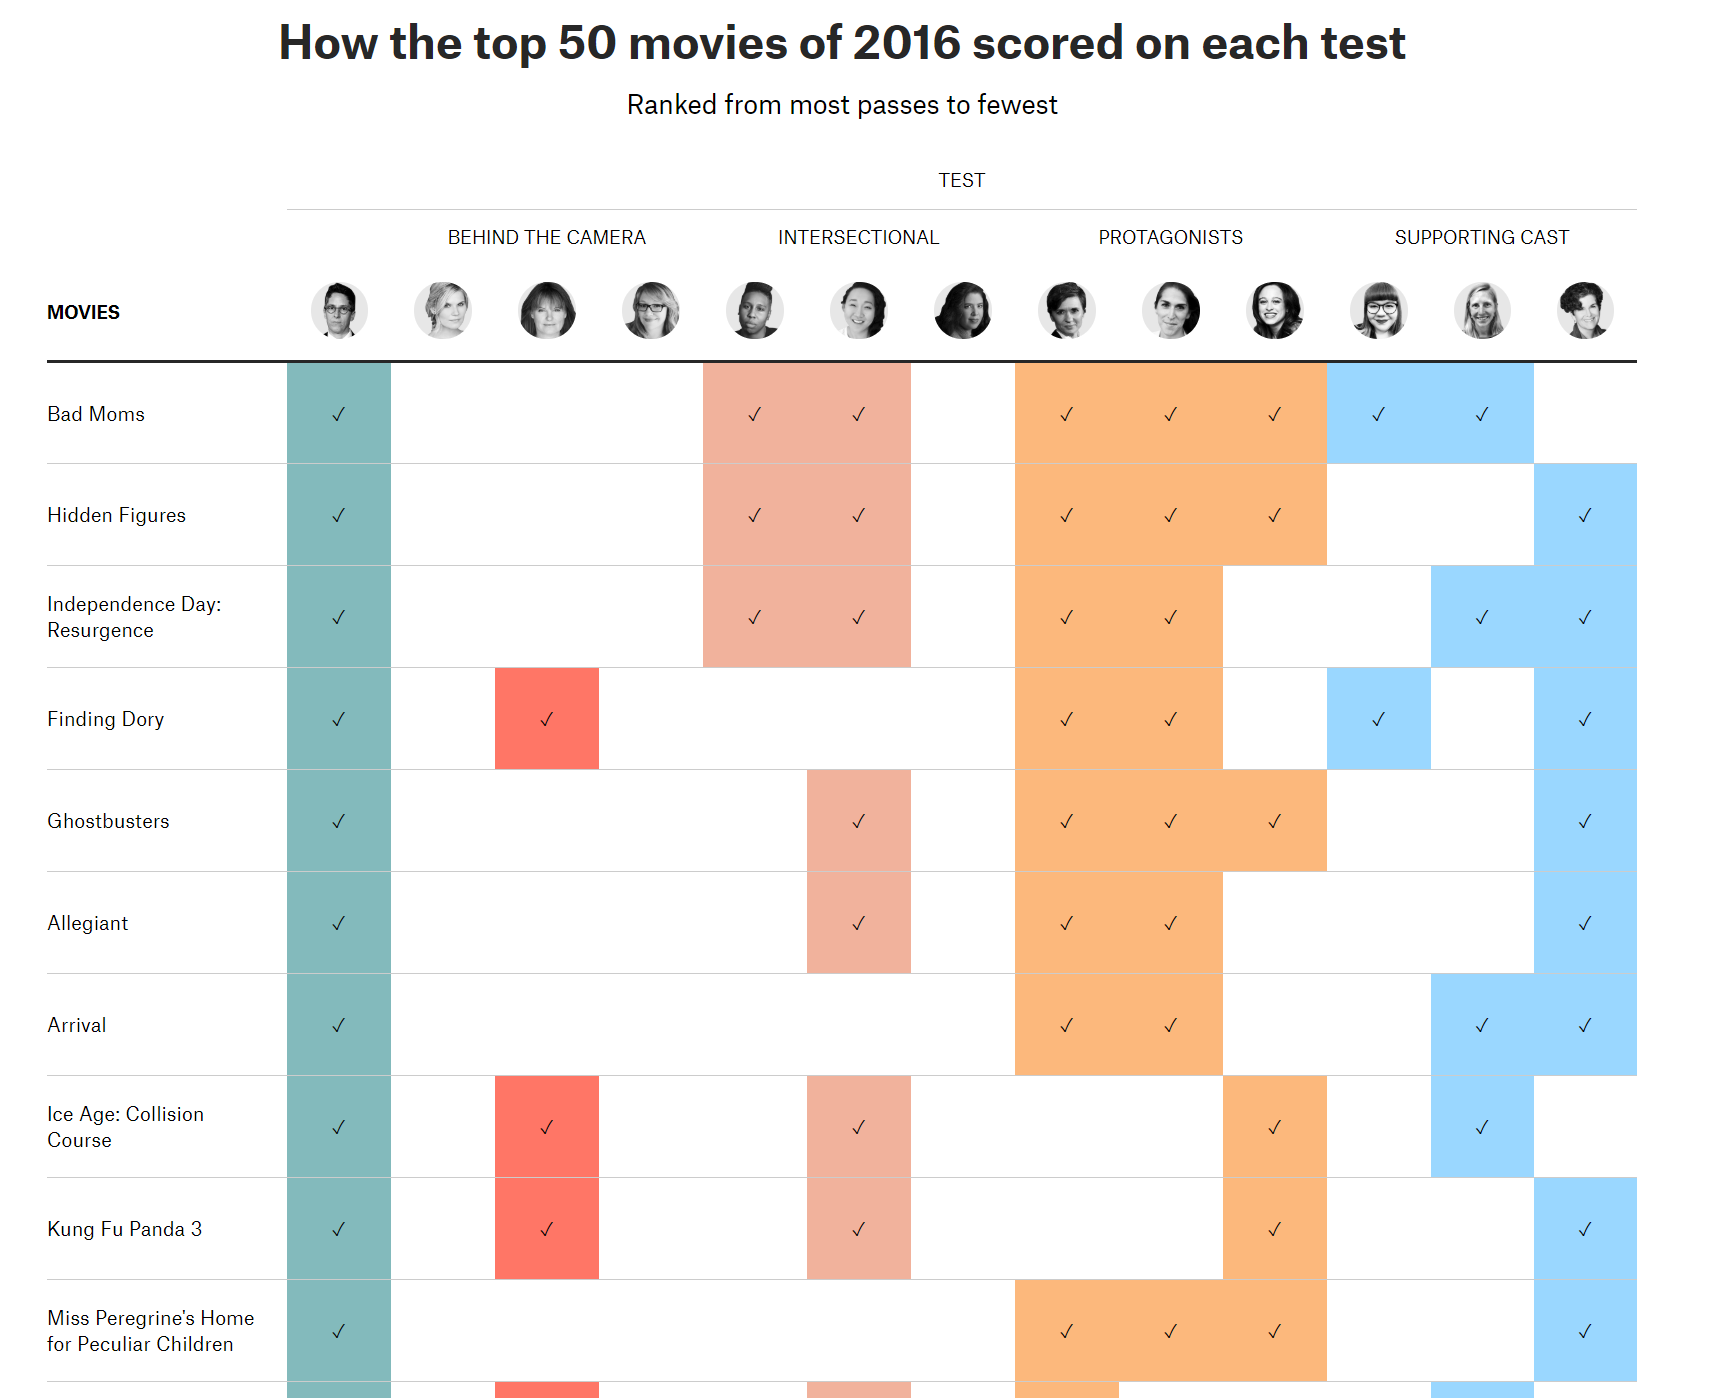 How the top 50 movies of 2016 scored on each test
Ranked from most passes to fewest
TEST
BEHIND THE CAMERA INTERSECTIONAL PROTAGONISTS SUPPORTING CAST
MOVIES
Bad Moms ✓ ✓ ✓ ✓ ✓ ✓ ✓ ✓
Hidden Figures ✓ ✓ ✓ ✓ ✓ ✓ ✓
Independence Day:
Resurgence ✓ ✓ ✓ ✓ ✓ ✓ ✓
Finding Dory ✓ ✓ ✓ ✓ ✓ ✓
Ghostbusters ✓ ✓ ✓ ✓ ✓ ✓
Allegiant ✓ ✓ ✓ ✓ ✓
Arrival ✓ ✓ ✓ ✓ ✓
Ice Age: Collision
Course ✓ ✓ ✓ ✓ ✓
Kung Fu Panda 3 ✓ ✓ ✓ ✓ ✓
Miss Peregrine's Home
for Peculiar Children ✓ ✓ ✓ ✓ ✓